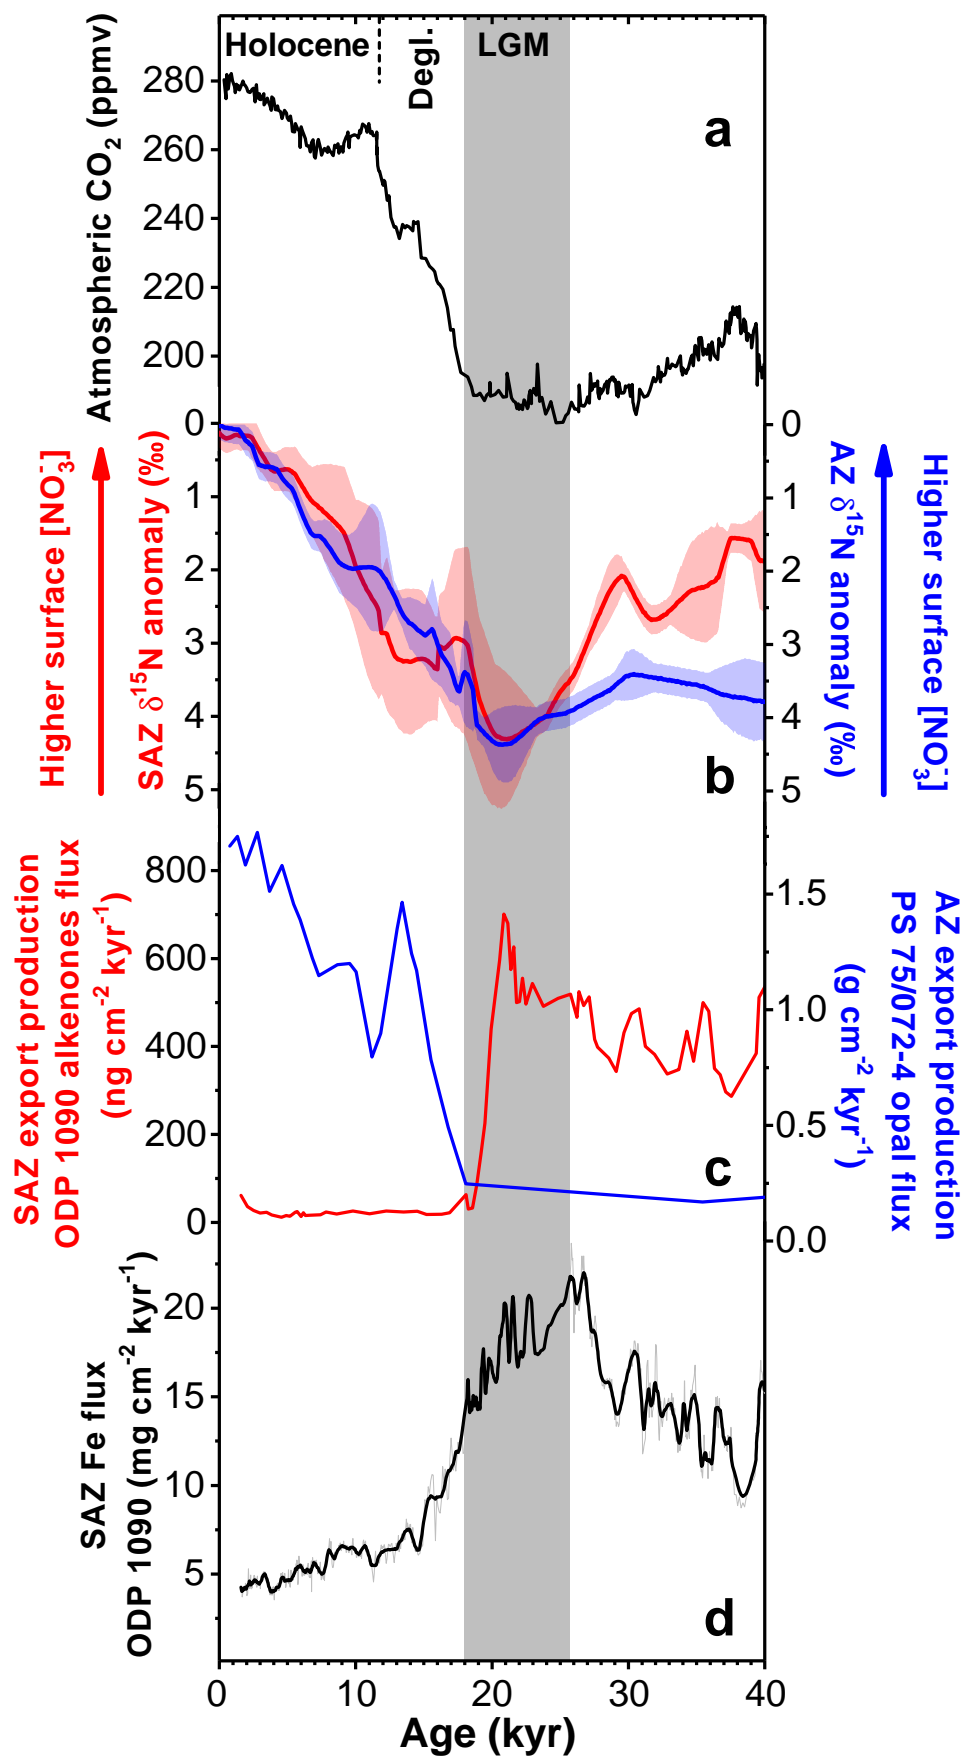 Holocene
Degl.
LGM
a
Atmospheric CO₂ (ppmv)
280
260
240
220
200
0
1
2
3
4
5
Higher surface [NO₃⁻]
SAZ δ¹⁵N anomaly (‰)
0
1
2
3
4
5
AZ δ¹⁵N anomaly (‰)
Higher surface [NO₃⁻]
b
800
600
400
200
0
SAZ export production
ODP 1090 alkenones flux
(ng cm⁻² kyr⁻¹)
1.5
1.0
0.5
0.0
AZ export production
PS 75/072-4 opal flux
(g cm⁻² kyr⁻¹)
c
20
15
10
5
SAZ Fe flux
ODP 1090 (mg cm⁻² kyr⁻¹)
d
0 10 20 30 40
Age (kyr)